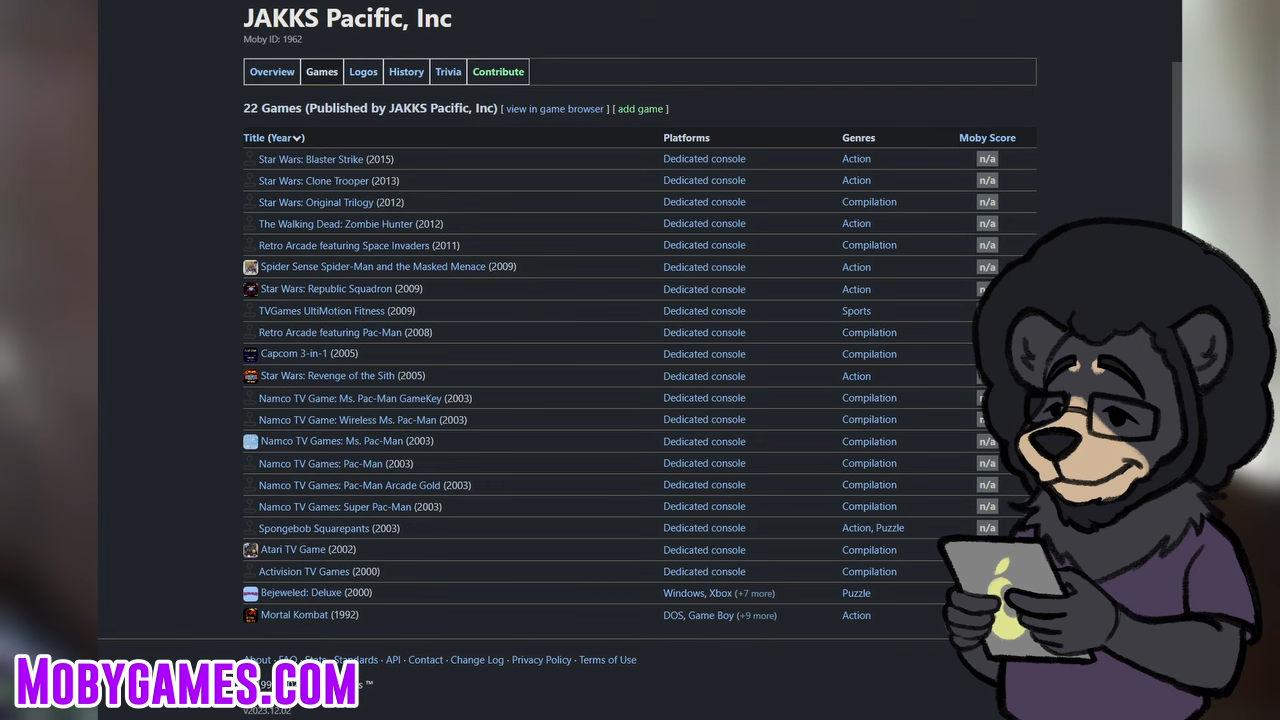 JAKKS Pacific, Inc
Moby ID: 1962
Overview Games Logos History Trivia Contribute
22 Games (Published by JAKKS Pacific, Inc) [ view in game browser ] [ add game ]
Title (Year) Platforms Genres Moby Score
Star Wars: Blaster Strike (2015) Dedicated console Action n/a
Star Wars: Clone Trooper (2013) Dedicated console Action n/a
Star Wars: Original Trilogy (2012) Dedicated console Compilation n/a
The Walking Dead: Zombie Hunter (2012) Dedicated console Action n/a
Retro Arcade featuring Space Invaders (2011) Dedicated console Compilation n/a
Spider Sense Spider-Man and the Masked Menace (2009) Dedicated console Action n/a
Star Wars: Republic Squadron (2009) Dedicated console Action
TVGames UltiMotion Fitness (2009) Dedicated console Sports
Retro Arcade featuring Pac-Man (2008) Dedicated console Compilation
Capcom 3-in-1 (2005) Dedicated console Compilation
Star Wars: Revenge of the Sith (2005) Dedicated console Action
Namco TV Game: Ms. Pac-Man GameKey (2003) Dedicated console Compilation
Namco TV Game: Wireless Ms. Pac-Man (2003) Dedicated console Compilation
Namco TV Games: Ms. Pac-Man (2003) Dedicated console Compilation n/a
Namco TV Games: Pac-Man (2003) Dedicated console Compilation n/a
Namco TV Games: Pac-Man Arcade Gold (2003) Dedicated console Compilation n/a
Namco TV Games: Super Pac-Man (2003) Dedicated console Compilation n/a
Spongebob Squarepants (2003) Dedicated console Action, Puzzle n/a
Atari TV Game (2002) Dedicated console Compilation
Activision TV Games (2000) Dedicated console Compilation
Bejeweled: Deluxe (2000) Windows, Xbox (+7 more) Puzzle
Mortal Kombat (1992) DOS, Game Boy (+9 more) Action
About · FAQ · Stats · Standards · API · Contact · Change Log · Privacy Policy · Terms of Use
v2023.12.02
Mobygames.com